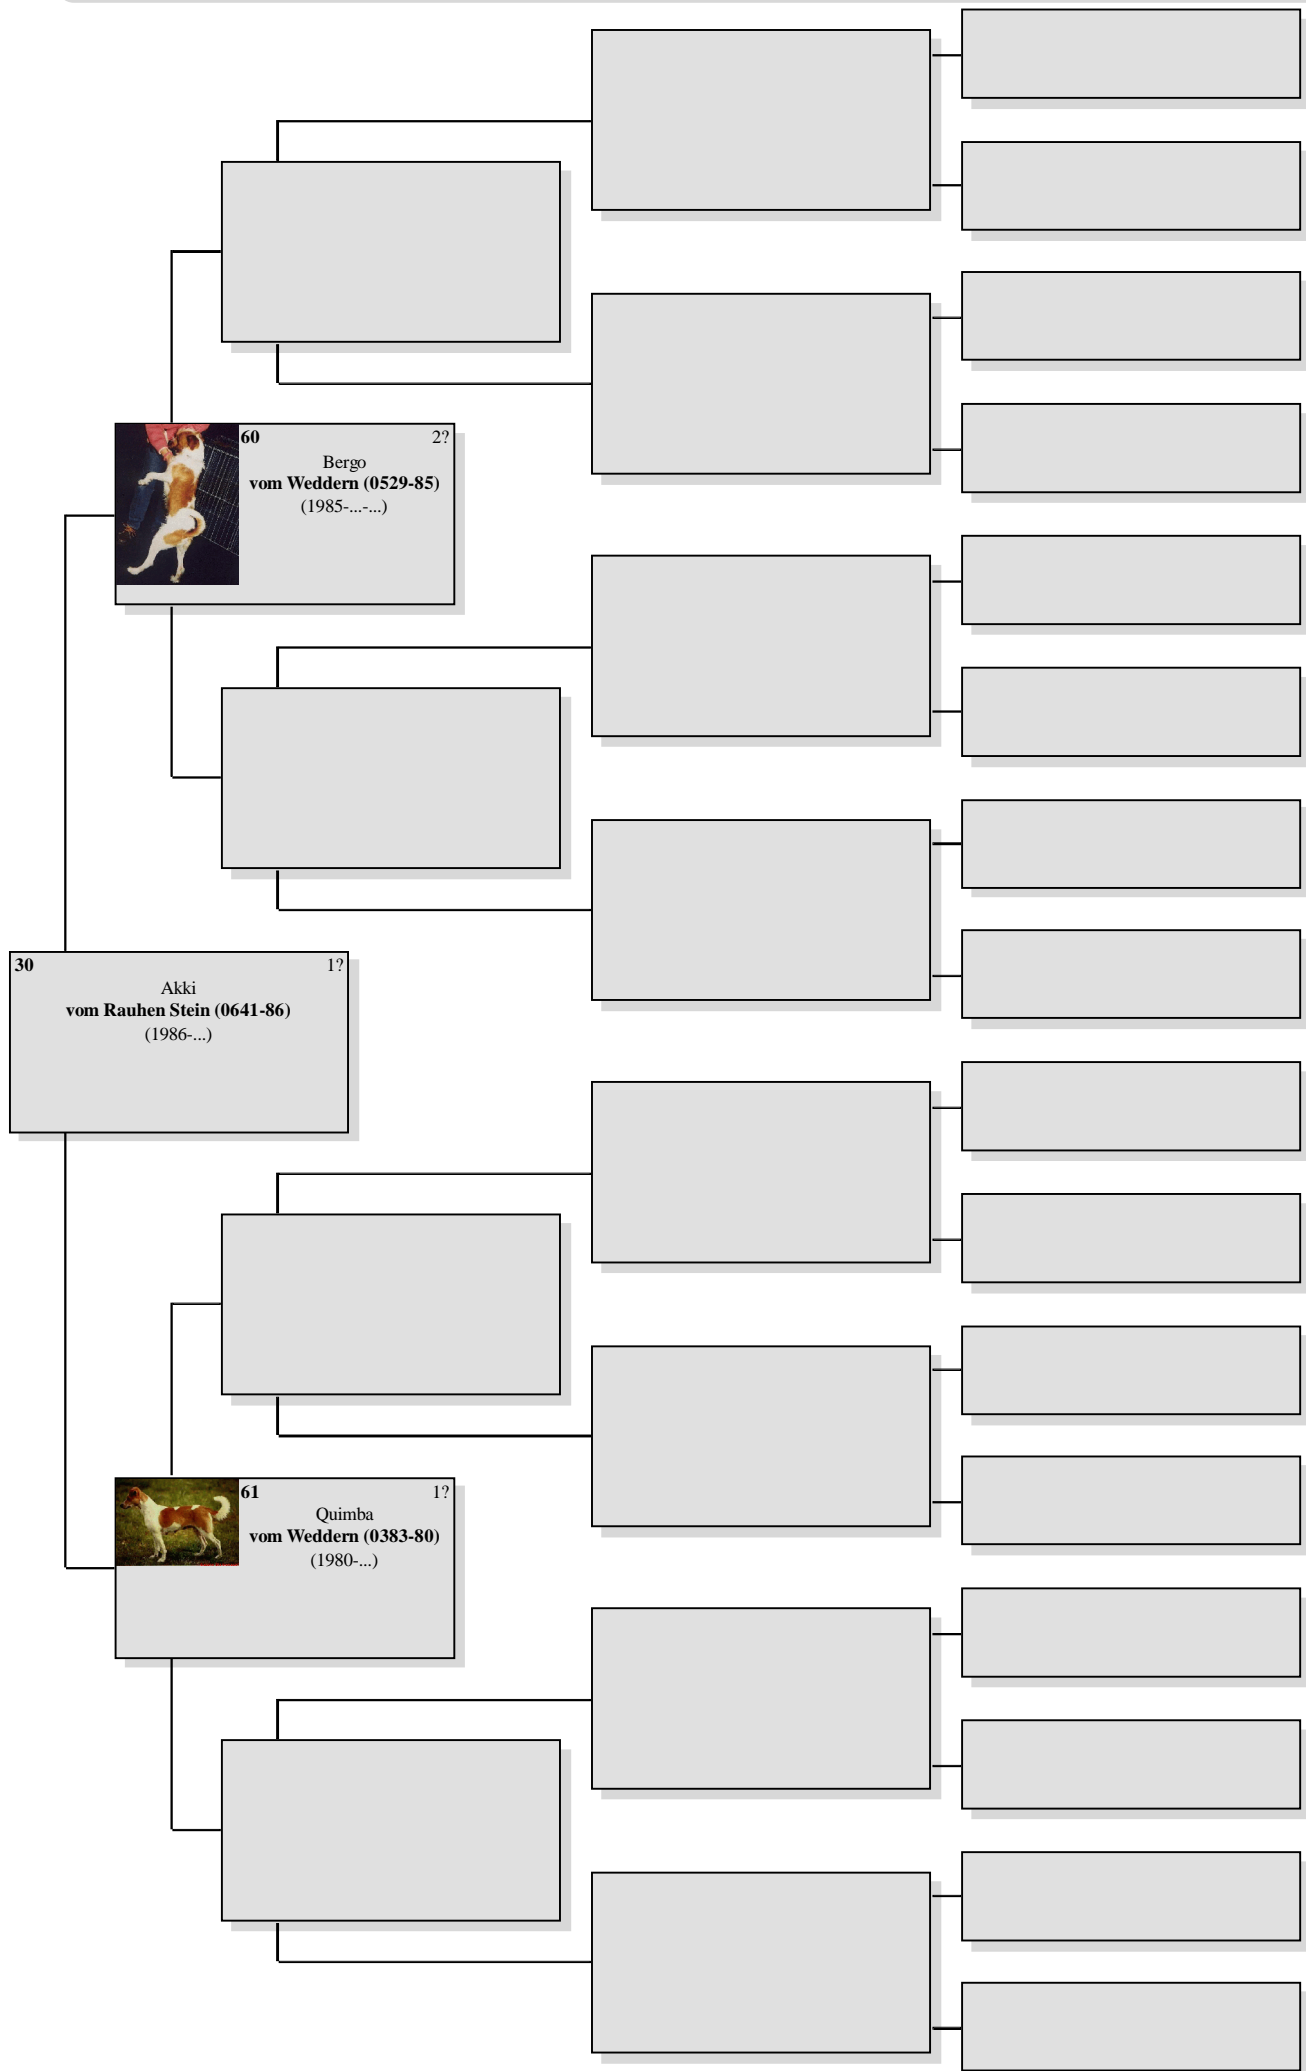 60 2?
Bergo
vom Weddern (0529-85)
(1985-...-...)
30 1?
Akki
vom Rauhen Stein (0641-86)
(1986-...)
61 1?
Quimba
vom Weddern (0383-80)
(1980-...)